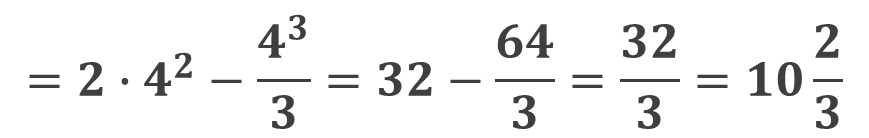 = 2 · 4² − 4³/3 = 32 − 64/3 = 32/3 = 10 2/3